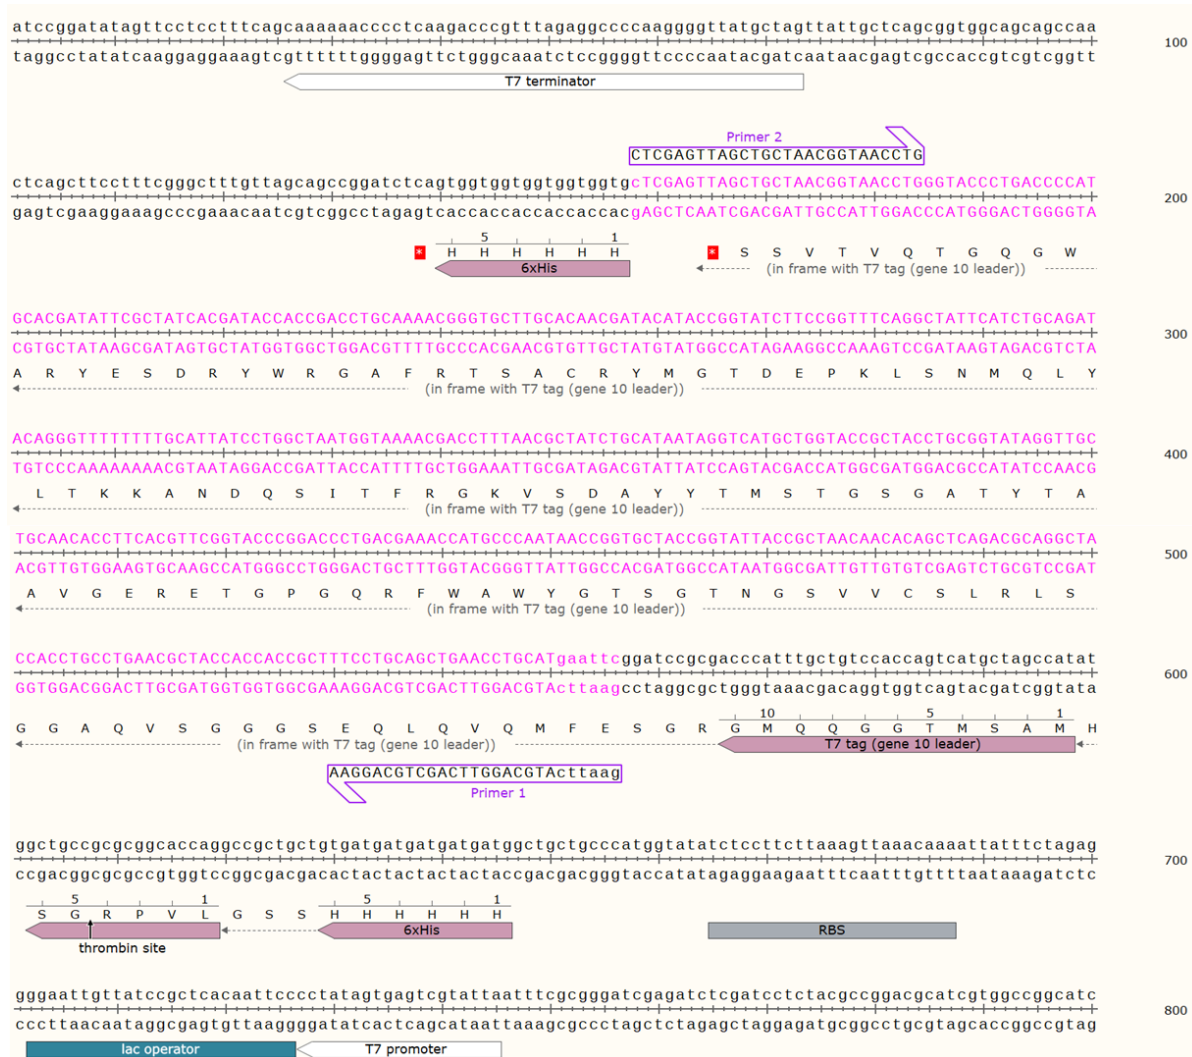 atccggatatagttcctcctttcagcaaaaaacccctcaagacccgtttagaggccccaaggggttatgctagttattgctcagcggtggcagcagccaa
100
taggcctatatcaaggaggaaagtcgttttttggggagttctgggcaaatctccggggttccccaatacgatcaataacgagtcgccaccgtcgtcggtt
T7 terminator
Primer 2
CTCGAGTTAGCTGCTAACGGTAACCTG
ctcagcttcctttcgggctttgttagcagccggatctcagtggtggtggtggtggtgcTCGAGTTAGCTGCTAACGGTAACCTGGGTACCCTGACCCCAT
200
gagtcgaaggaaagcccgaaacaatcgtcggcctagagtcaccaccaccaccaccacgAGCTCAATCGACGATTGCCATTGGACCCATGGGACTGGGGTA
5 1
* H H H H H H * S S V T V Q T G Q G W
6xHis (in frame with T7 tag (gene 10 leader))
GCACGATATTCGCTATCACGATACCACCGACCTGCAAAACGGGTGCTTGCACAACGATACATACCGGTATCTTCCGGTTTCAGGCTATTCATCTGCAGAT
300
CGTGCTATAAGCGATAGTGCTATGGTGGCTGGACGTTTTGCCCACGAACGTGTTGCTATGTATGGCCATAGAAGGCCAAAGTCCGATAAGTAGACGTCTA
A R Y E S D R Y W R G A F R T S A C R Y M G T D E P K L S N M Q L Y
(in frame with T7 tag (gene 10 leader))
ACAGGGTTTTTTTTGCATTATCCTGGCTAATGGTAAAACGACCTTTAACGCTATCTGCATAATAGGTCATGCTGGTACCGCTACCTGCGGTATAGGTTGC
400
TGTCCCAAAAAAAACGTAATAGGACCGATTACCATTTTGCTGGAAATTGCGATAGACGTATTATCCAGTACGACCATGGCGATGGACGCCATATCCAACG
L T K K A N D Q S I T F R G K V S D A Y Y T M S T G S G A T Y T A
(in frame with T7 tag (gene 10 leader))
TGCAACACCTTCACGTTCGGTACCCGGACCCTGACGAAACCATGCCCAATAACCGGTGCTACCGGTATTACCGCTAACAACACAGCTCAGACGCAGGCTA
500
ACGTTGTGGAAGTGCAAGCCATGGGCCTGGGACTGCTTTGGTACGGGTTATTGGCCACGATGGCCATAATGGCGATTGTTGTGTCGAGTCTGCGTCCGAT
A V G E R E T G P G Q R F W A W Y G T S G T N G S V V C S L R L S
(in frame with T7 tag (gene 10 leader))
CCACCTGCCTGAACGCTACCACCACCGCTTTCCTGCAGCTGAACCTGCATgaattcggatccgcgacccatttgctgtccaccagtcatgctagccatat
600
GGTGGACGGACTTGCGATGGTGGTGGCGAAAGGACGTCGACTTGGACGTActtaagcctaggcgctgggtaaacgacaggtggtcagtacgatcggtata
10 5 1
G G A Q V S G G G S E Q L Q V Q M F E S G R G M Q Q G G T M S A M H
(in frame with T7 tag (gene 10 leader)) T7 tag (gene 10 leader)
AAGGACGTCGACTTGGACGTActtaag
Primer 1
ggctgccgcgcggcaccaggccgctgctgtgatgatgatgatgatggctgctgcccatggtatatctccttcttaaagttaaacaaaattatttctagag
700
ccgacggcgcgccgtggtccggcgacgacactactactactactaccgacgacgggtaccatatagaggaagaatttcaatttgttttaataaagatctc
5 1 5 1
S G R P V L G S S H H H H H H
6xHis RBS
thrombin site
gggaattgttatccgctcacaattcccctatagtgagtcgtattaatttcgcgggatcgagatctcgatcctctacgccggacgcatcgtggccggcatc
800
cccttaacaataggcgagtgttaaggggatatcactcagcataattaaagcgccctagctctagagctaggagatgcggcctgcgtagcaccggccgtag
lac operator T7 promoter